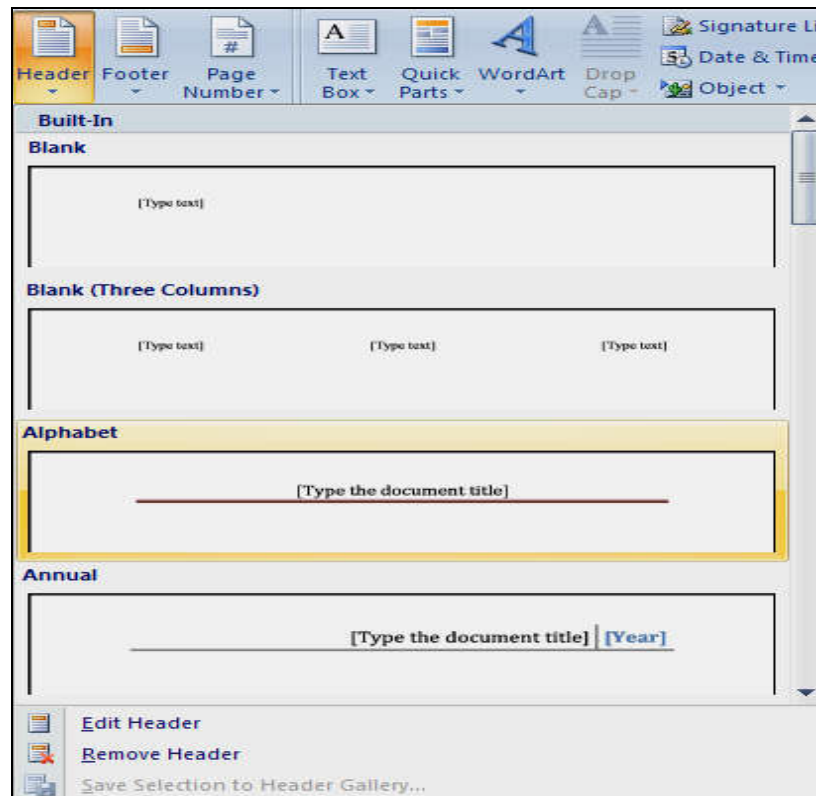 Header Footer Page Number Text Box Quick Parts WordArt Drop Cap Signature Li
Date & Time
Object
Built-In
Blank
[Type text]
Blank (Three Columns)
[Type text] [Type text] [Type text]
Alphabet
[Type the document title]
Annual
[Type the document title] [Year]
Edit Header
Remove Header
Save Selection to Header Gallery...